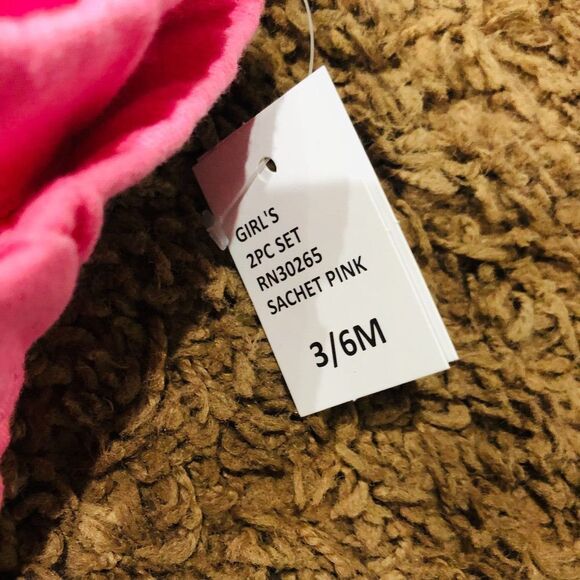 GIRL'S
2PC SET
RN30265
SACHET PINK
3/6M